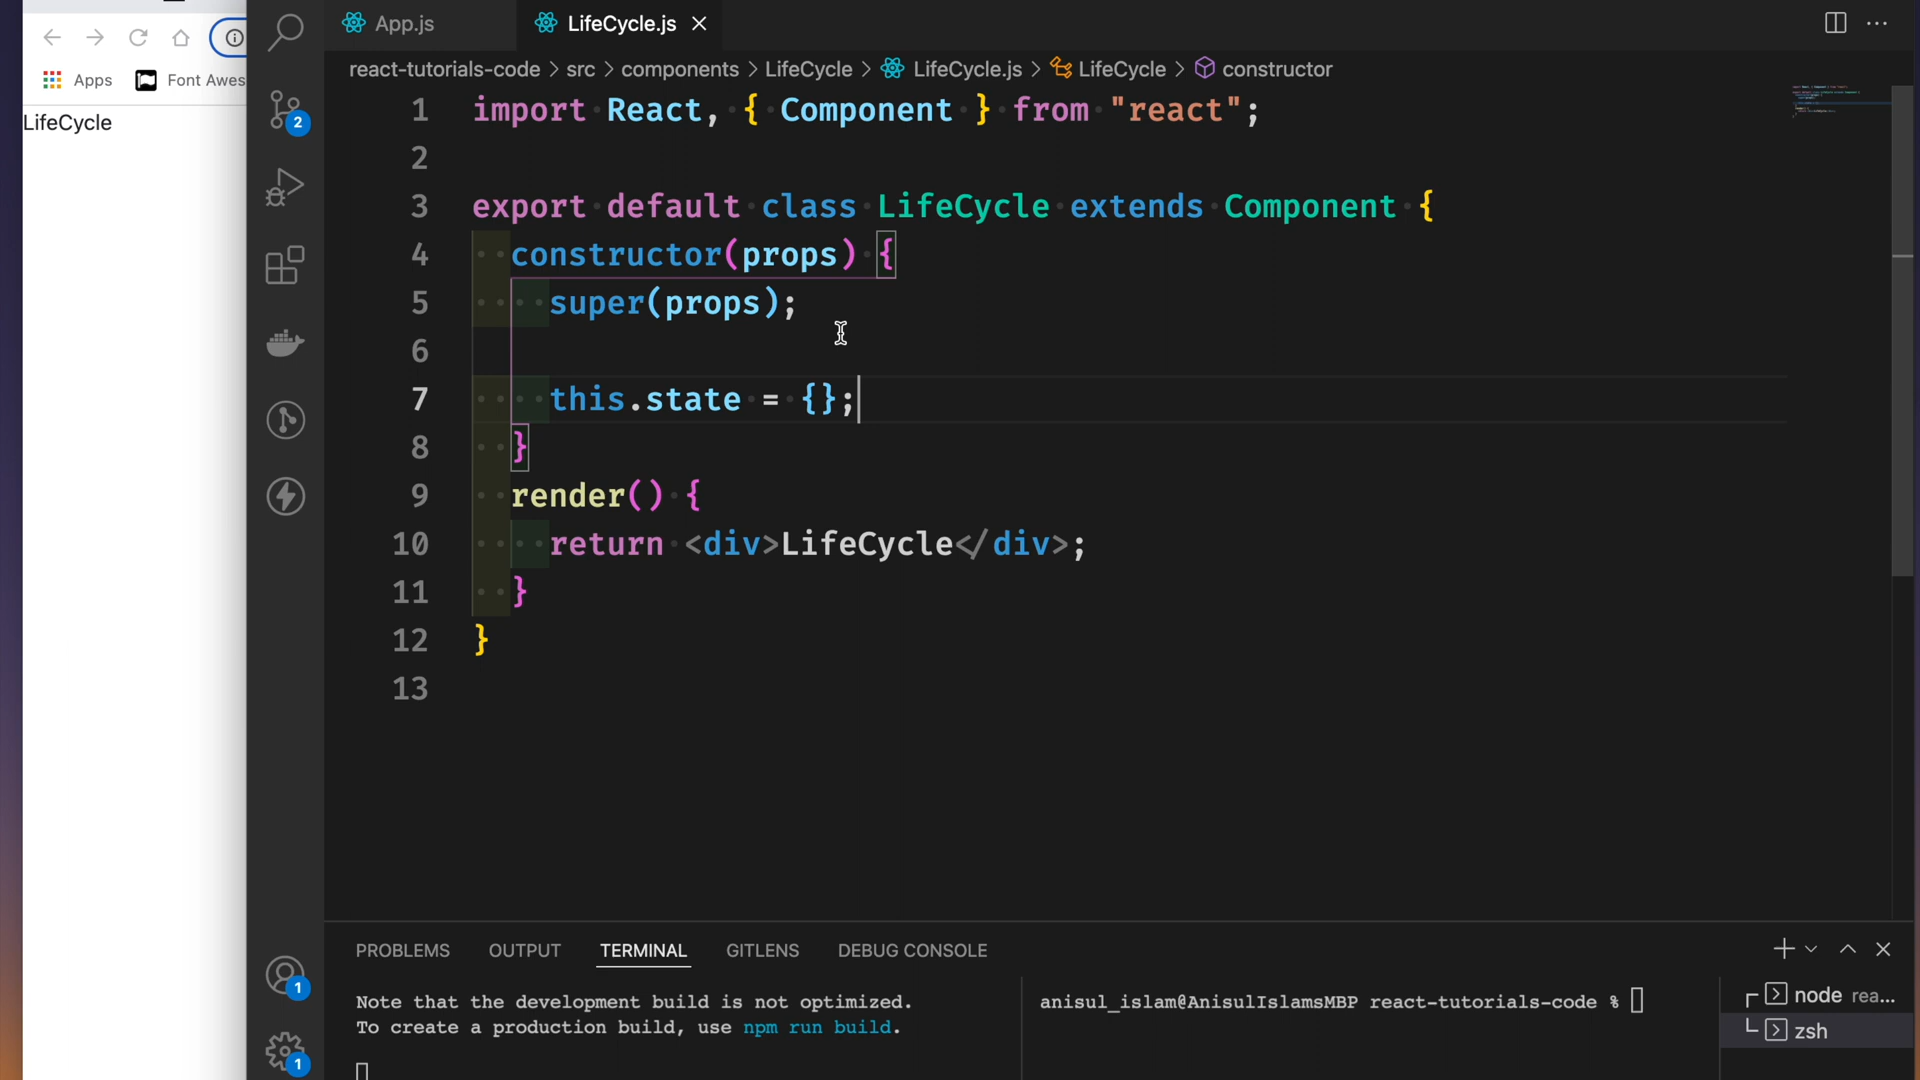 Apps
Font Awes
LifeCycle
2
1
1
App.js
LifeCycle.js
react-tutorials-code > src > components > LifeCycle > LifeCycle.js > LifeCycle > constructor
1 import React, { Component } from "react";
2
3 export default class LifeCycle extends Component {
4 constructor(props) {
5 super(props);
6
7 this.state = {};
8 }
9 render() {
10 return <div>LifeCycle</div>;
11 }
12 }
13
PROBLEMS OUTPUT TERMINAL GITLENS DEBUG CONSOLE
Note that the development build is not optimized.
To create a production build, use npm run build.
anisul_islam@AnisulIslamsMBP react-tutorials-code %
node rea...
zsh